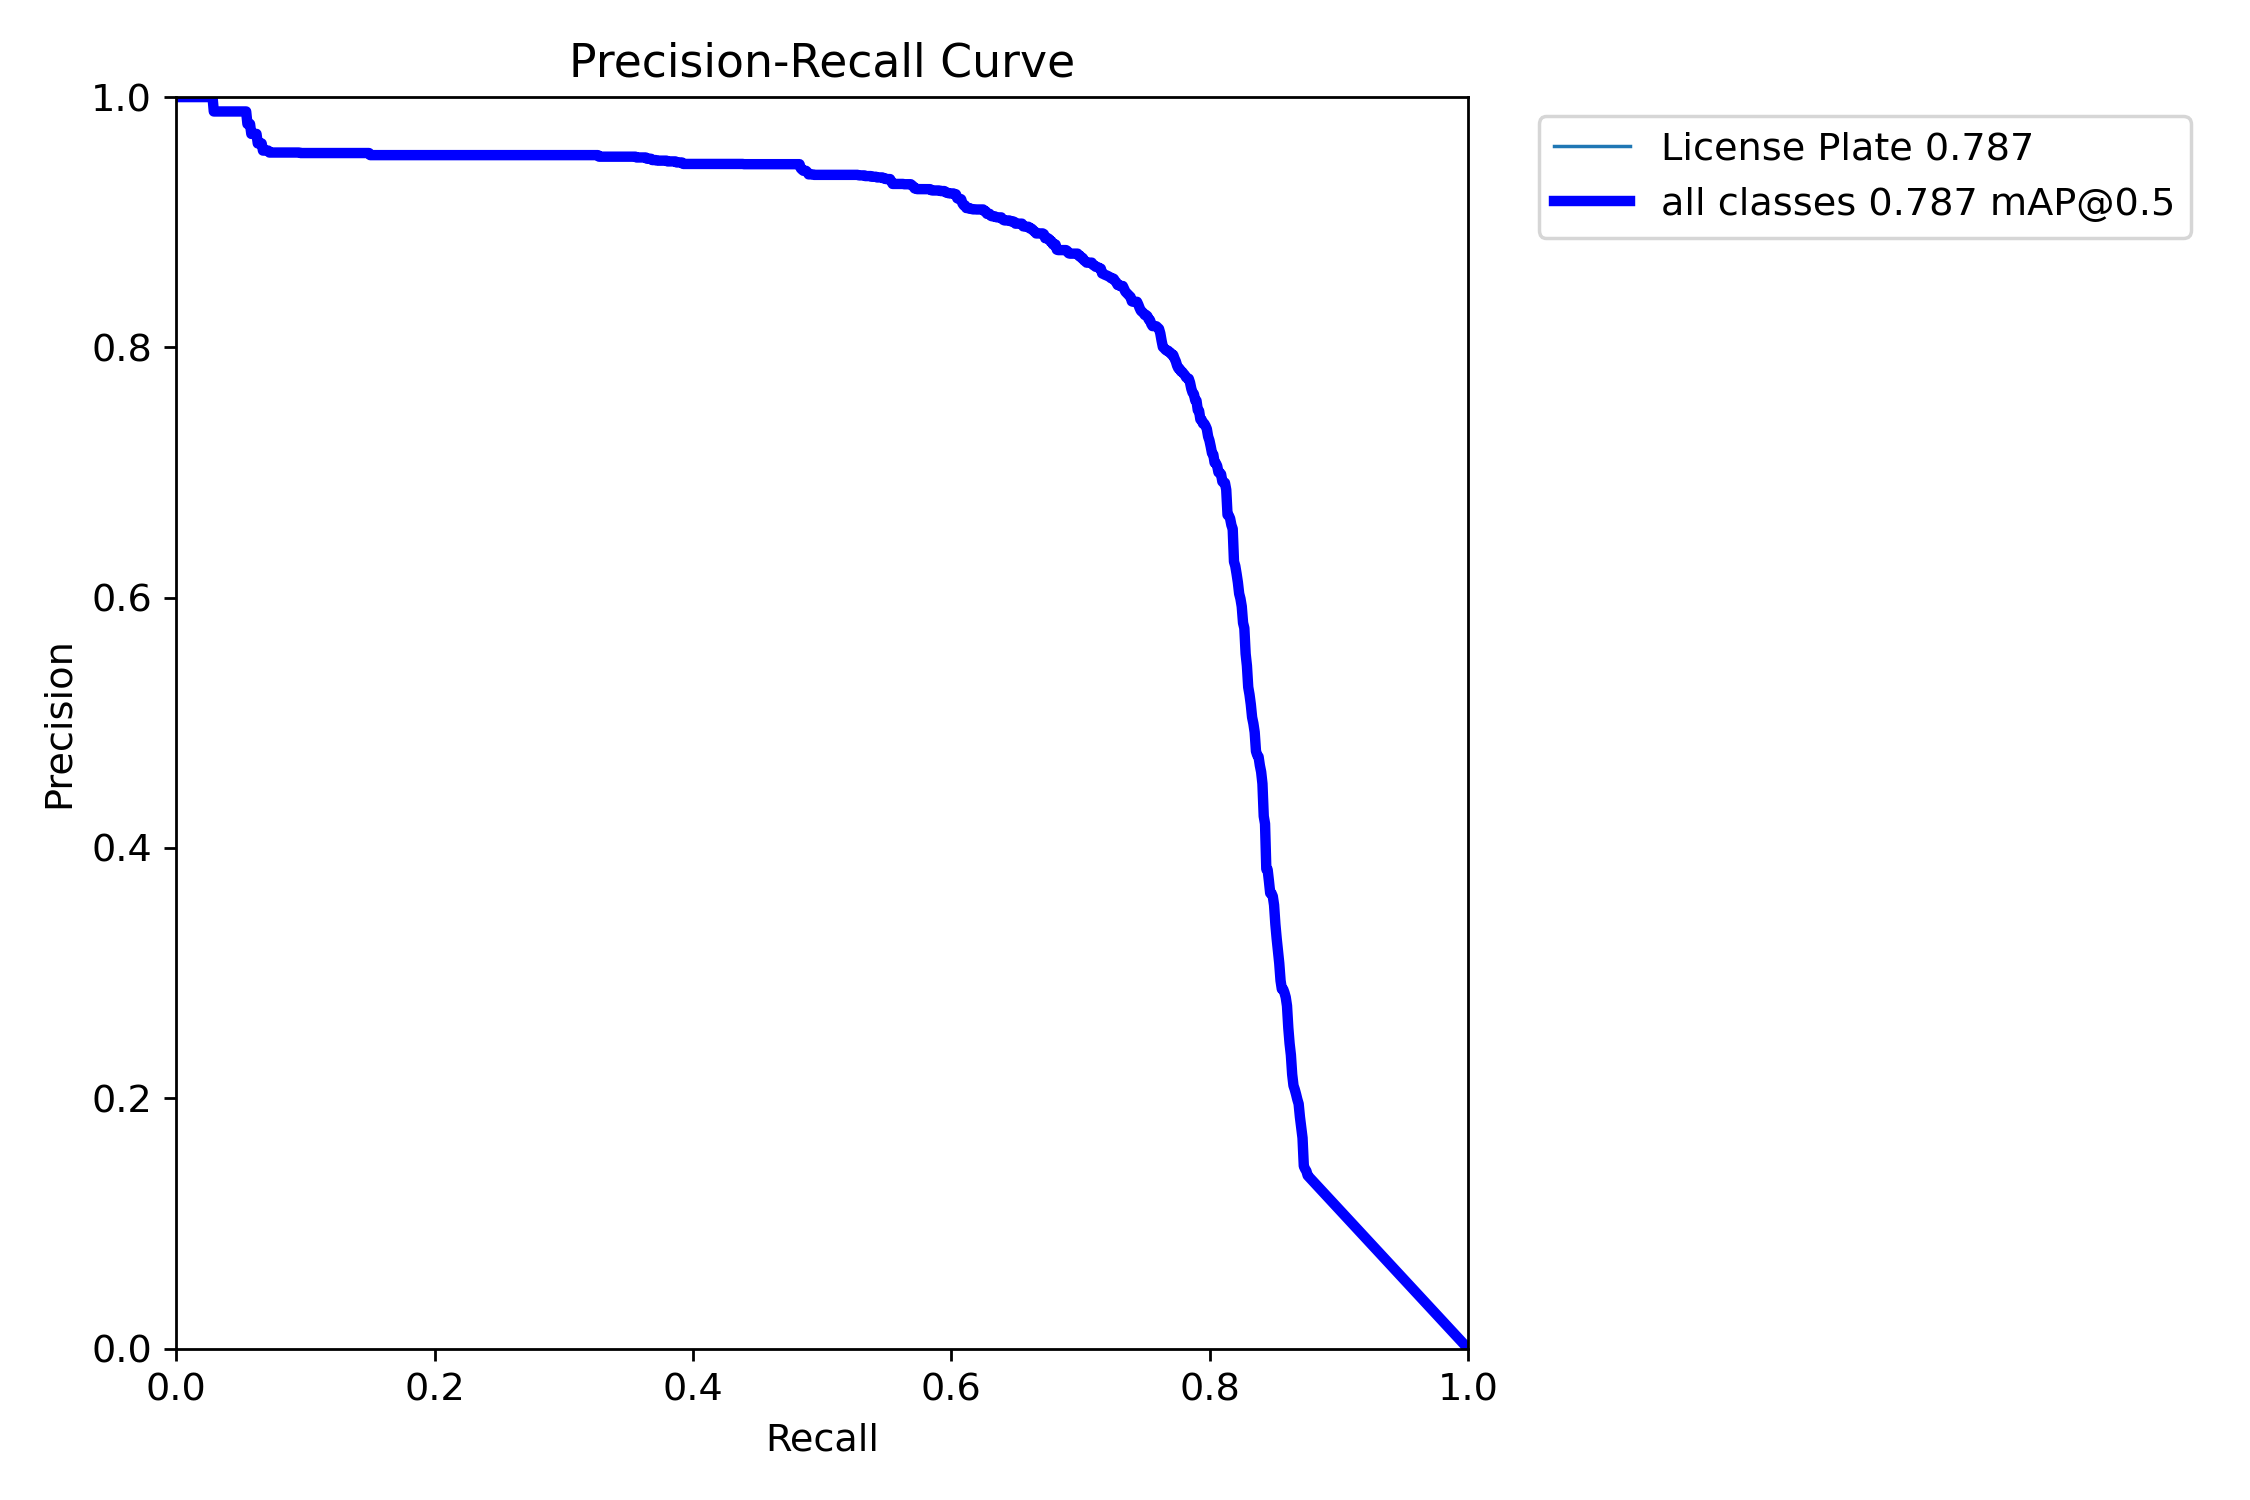 Precision-Recall Curve
License Plate 0.787
all classes 0.787 mAP@0.5
1.0
0.8
0.6
0.4
0.2
0.0
Precision
0.0 0.2 0.4 0.6 0.8 1.0
Recall